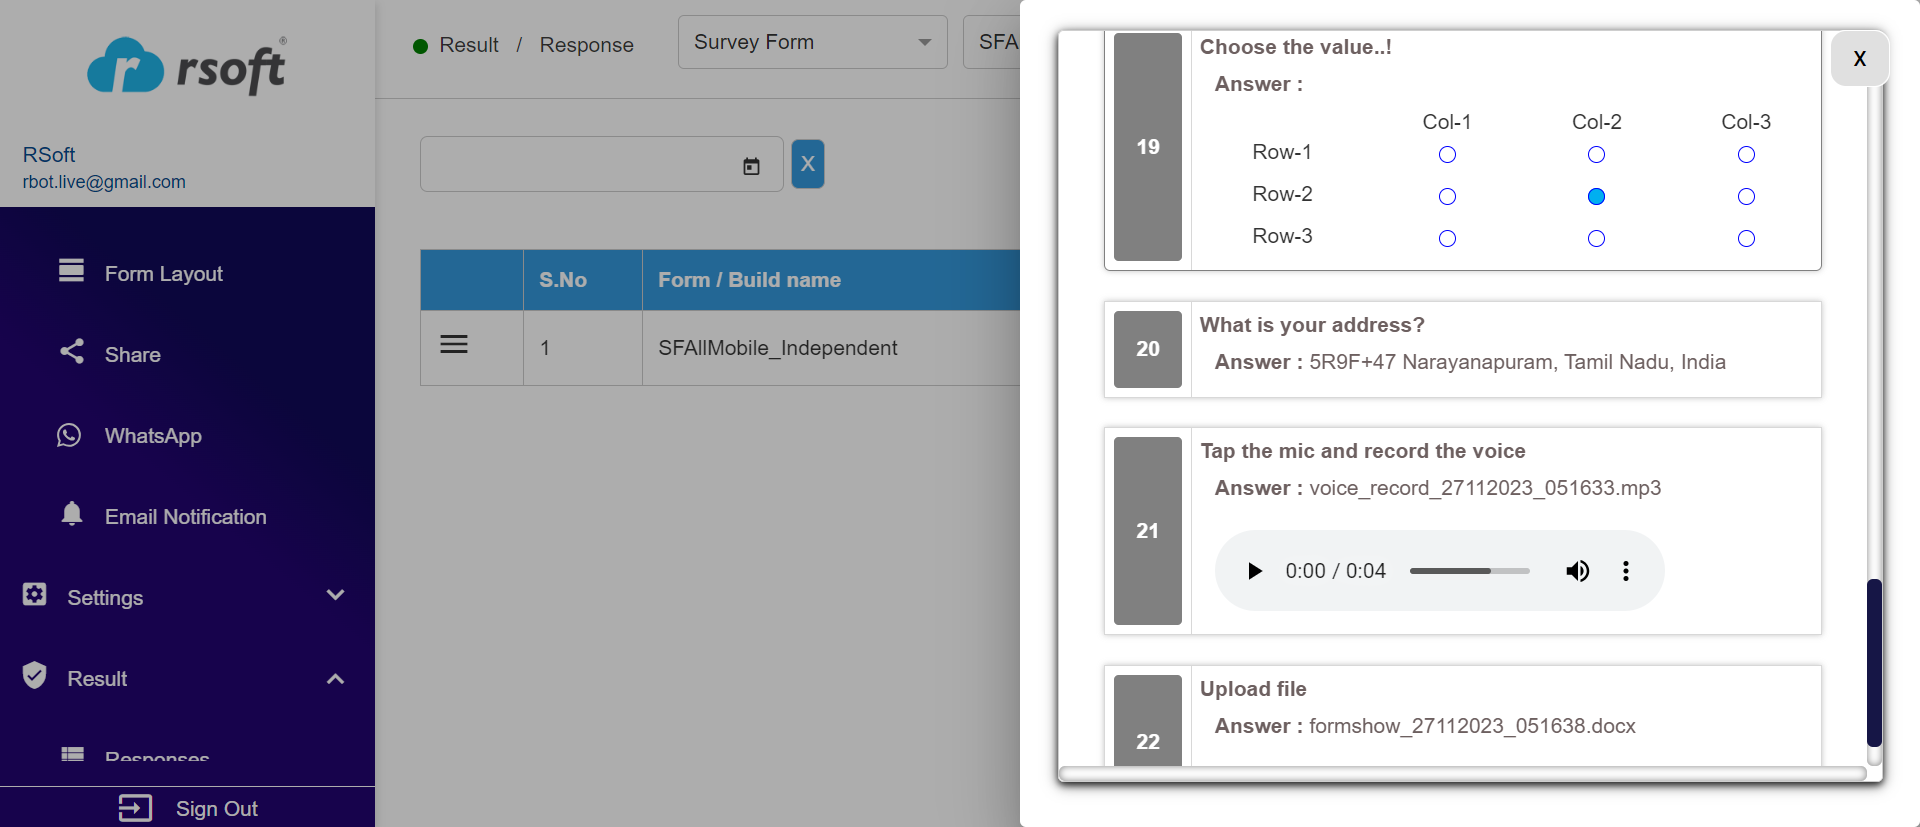 rsoft®
RSoft
rbot.live@gmail.com
Form Layout
Share
WhatsApp
Email Notification
Settings
Result
Responses
Sign Out
Result / Response
Survey Form
SFA
X
S.No
Form / Build name
1
SFAllMobile_Independent
X
19
Choose the value..!
Answer :
Col-1 Col-2 Col-3
Row-1
Row-2
Row-3
20
What is your address?
Answer : 5R9F+47 Narayanapuram, Tamil Nadu, India
21
Tap the mic and record the voice
Answer : voice_record_27112023_051633.mp3
0:00 / 0:04
22
Upload file
Answer : formshow_27112023_051638.docx